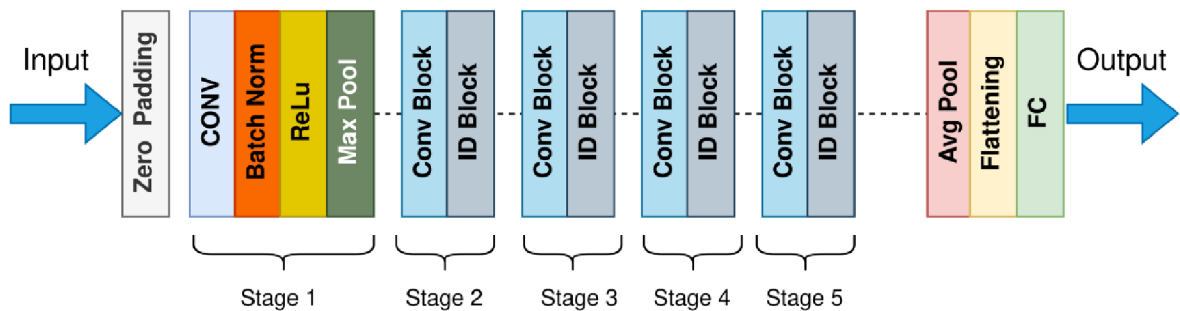 Input
Zero Padding
CONV
Batch Norm
ReLu
Max Pool
Conv Block
ID Block
Conv Block
ID Block
Conv Block
ID Block
Conv Block
ID Block
Avg Pool
Flattening
FC
Output
Stage 1
Stage 2
Stage 3
Stage 4
Stage 5